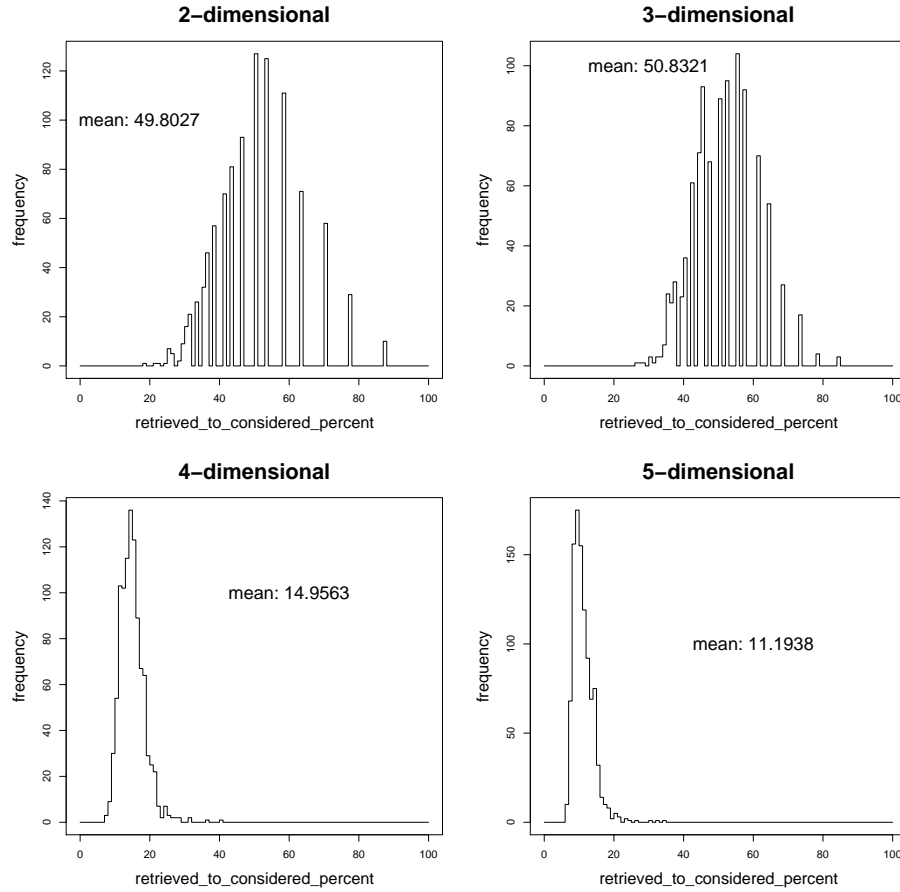 2−dimensional
mean: 49.8027
frequency
0 20 40 60 80 100 120
0 20 40 60 80 100
retrieved_to_considered_percent
3−dimensional
mean: 50.8321
frequency
0 20 40 60 80 100
0 20 40 60 80 100
retrieved_to_considered_percent
4−dimensional
mean: 14.9563
frequency
0 20 40 60 80 100 120 140
0 20 40 60 80 100
retrieved_to_considered_percent
5−dimensional
mean: 11.1938
frequency
0 50 100 150
0 20 40 60 80 100
retrieved_to_considered_percent